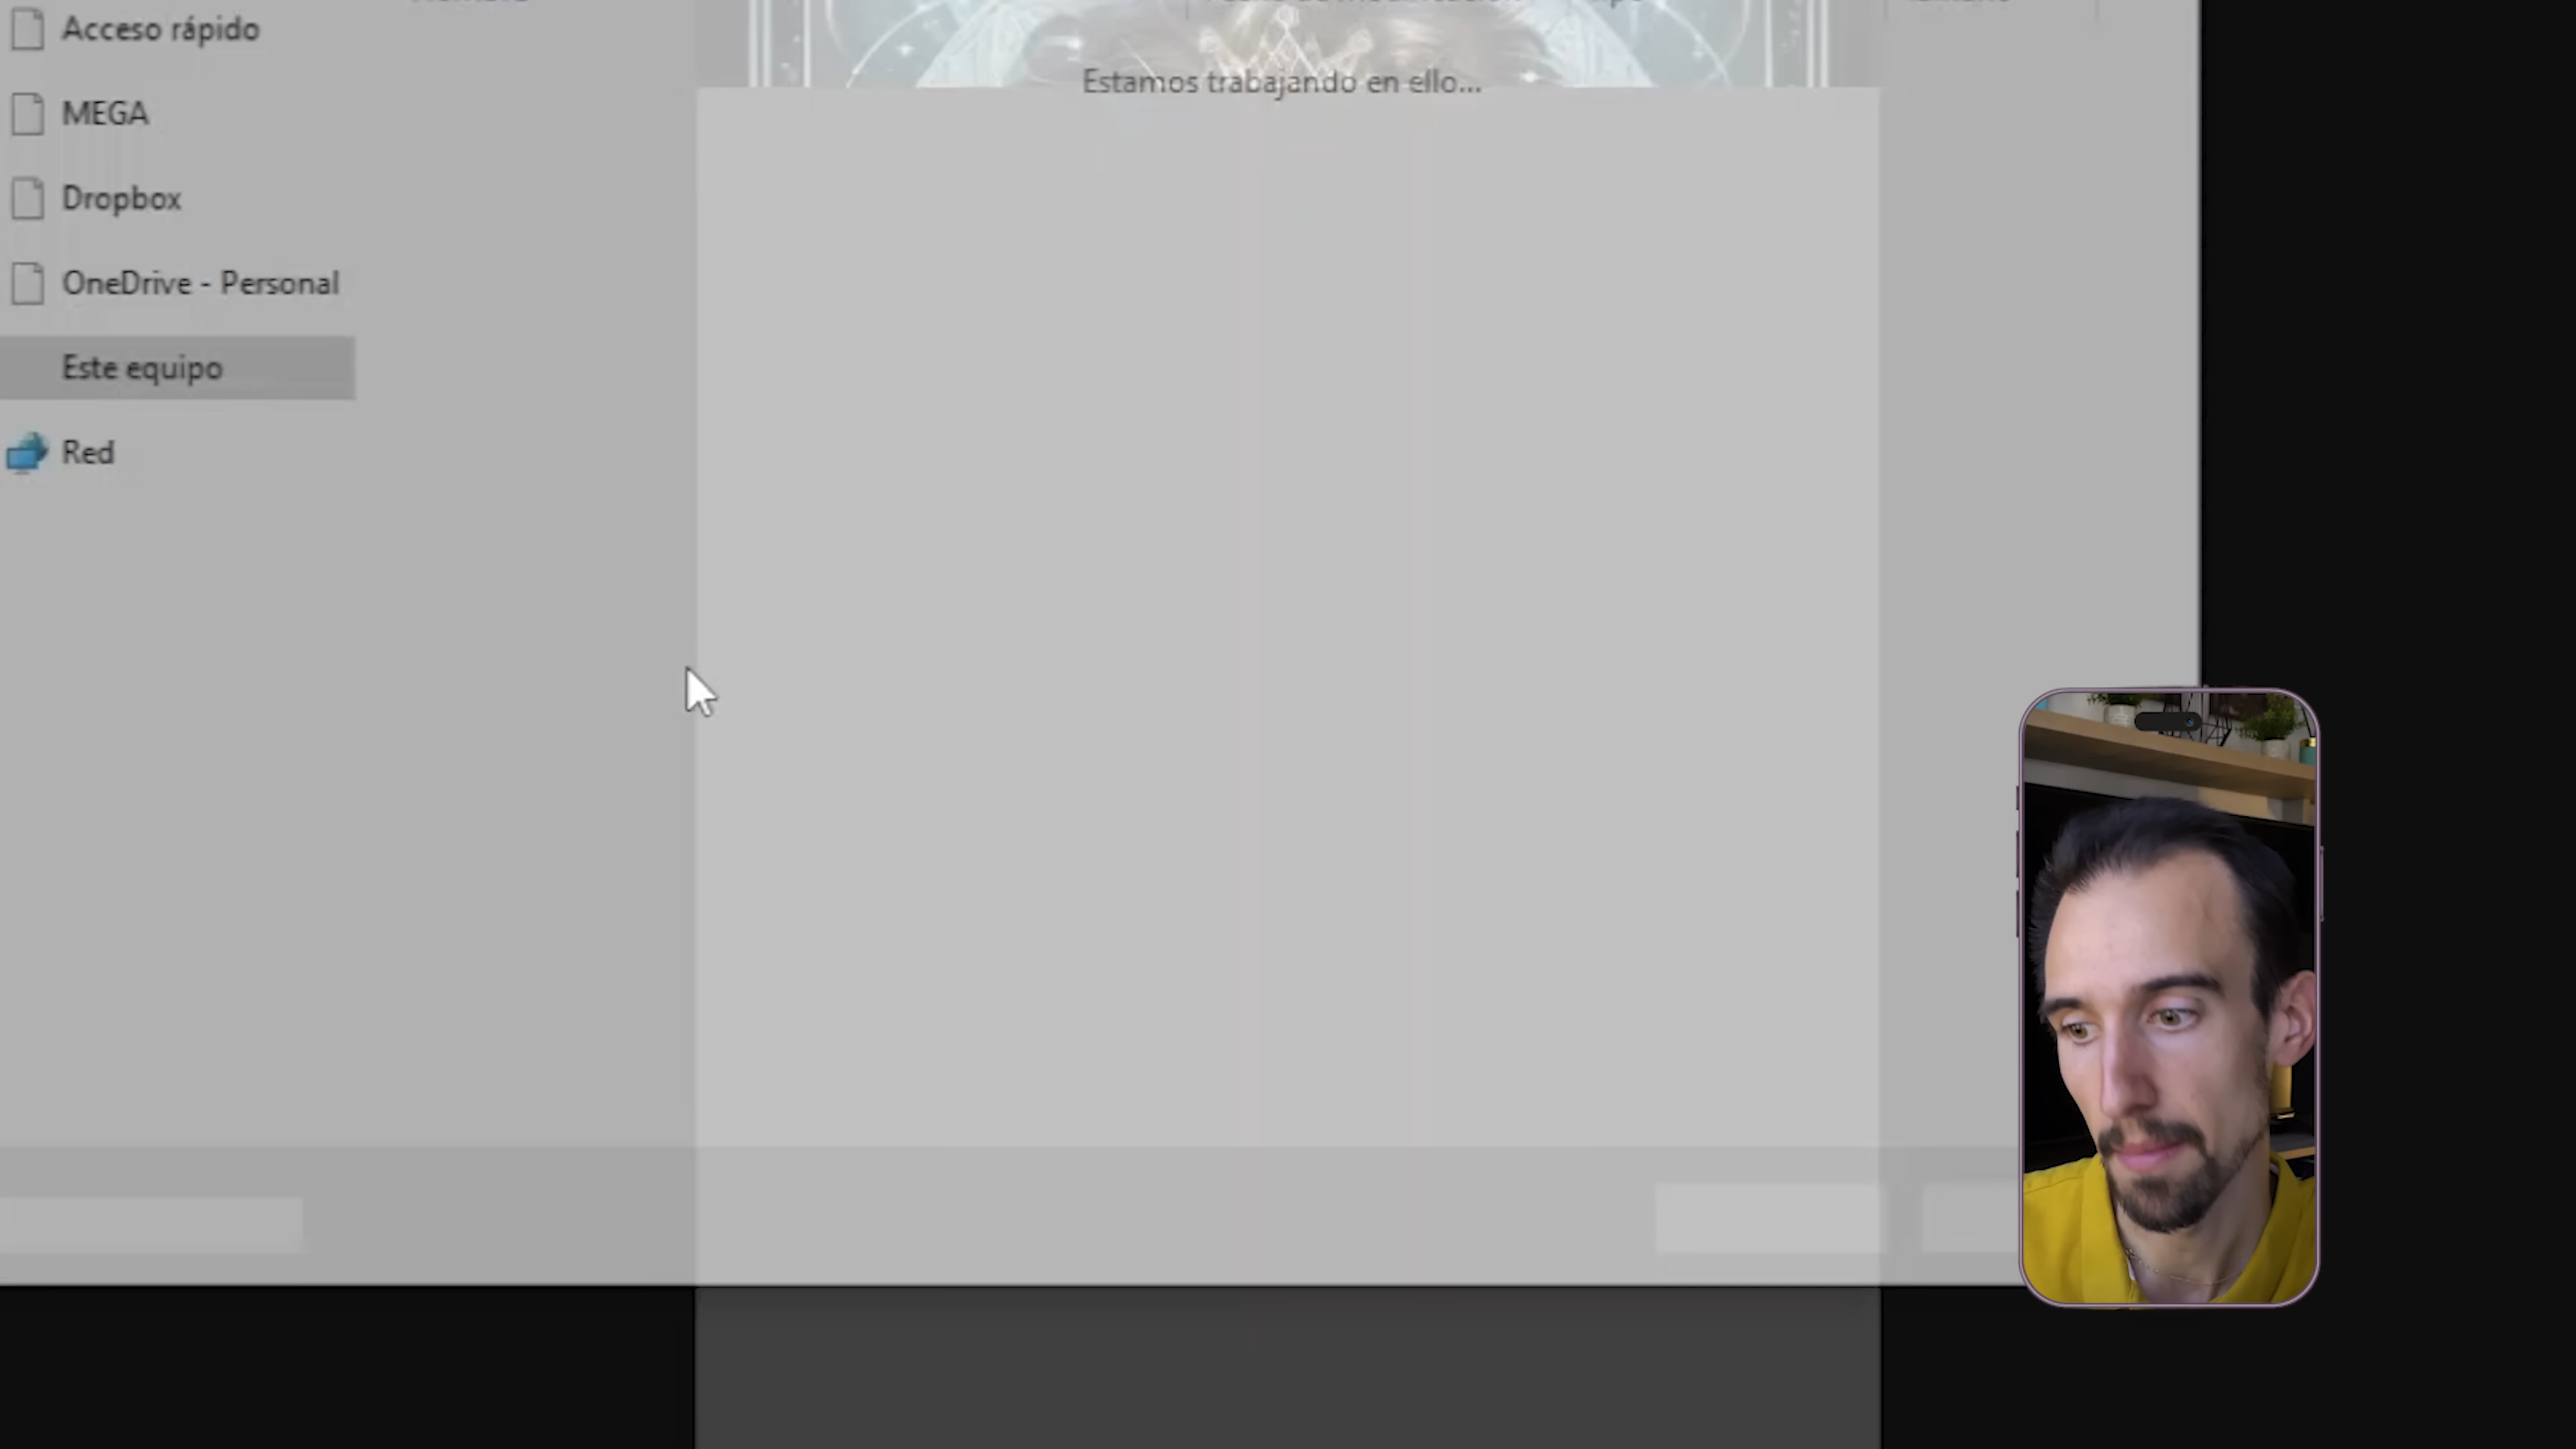 Acceso rápido
Estamos trabajando en ello...
MEGA
Dropbox
OneDrive - Personal
Este equipo
Red